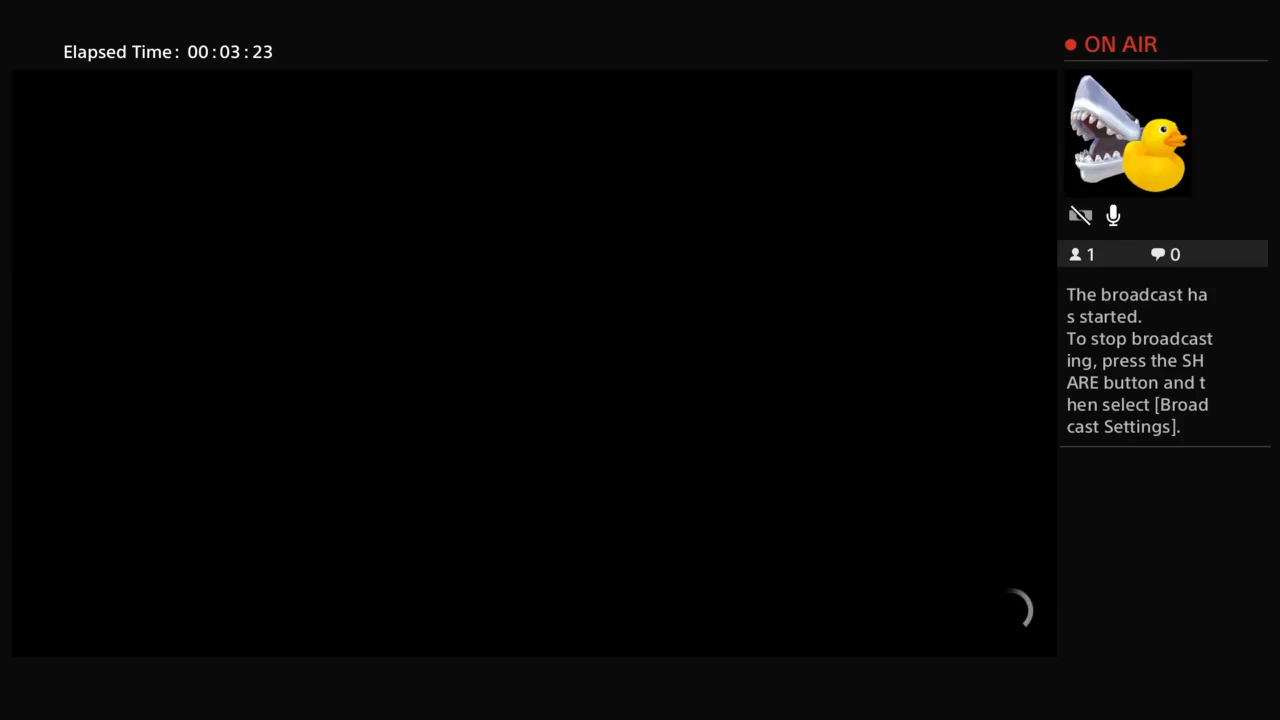 Elapsed Time: 00:03:23
ON AIR
1 0
The broadcast ha
s started.
To stop broadcast
ing, press the SH
ARE button and t
hen select [Broad
cast Settings].